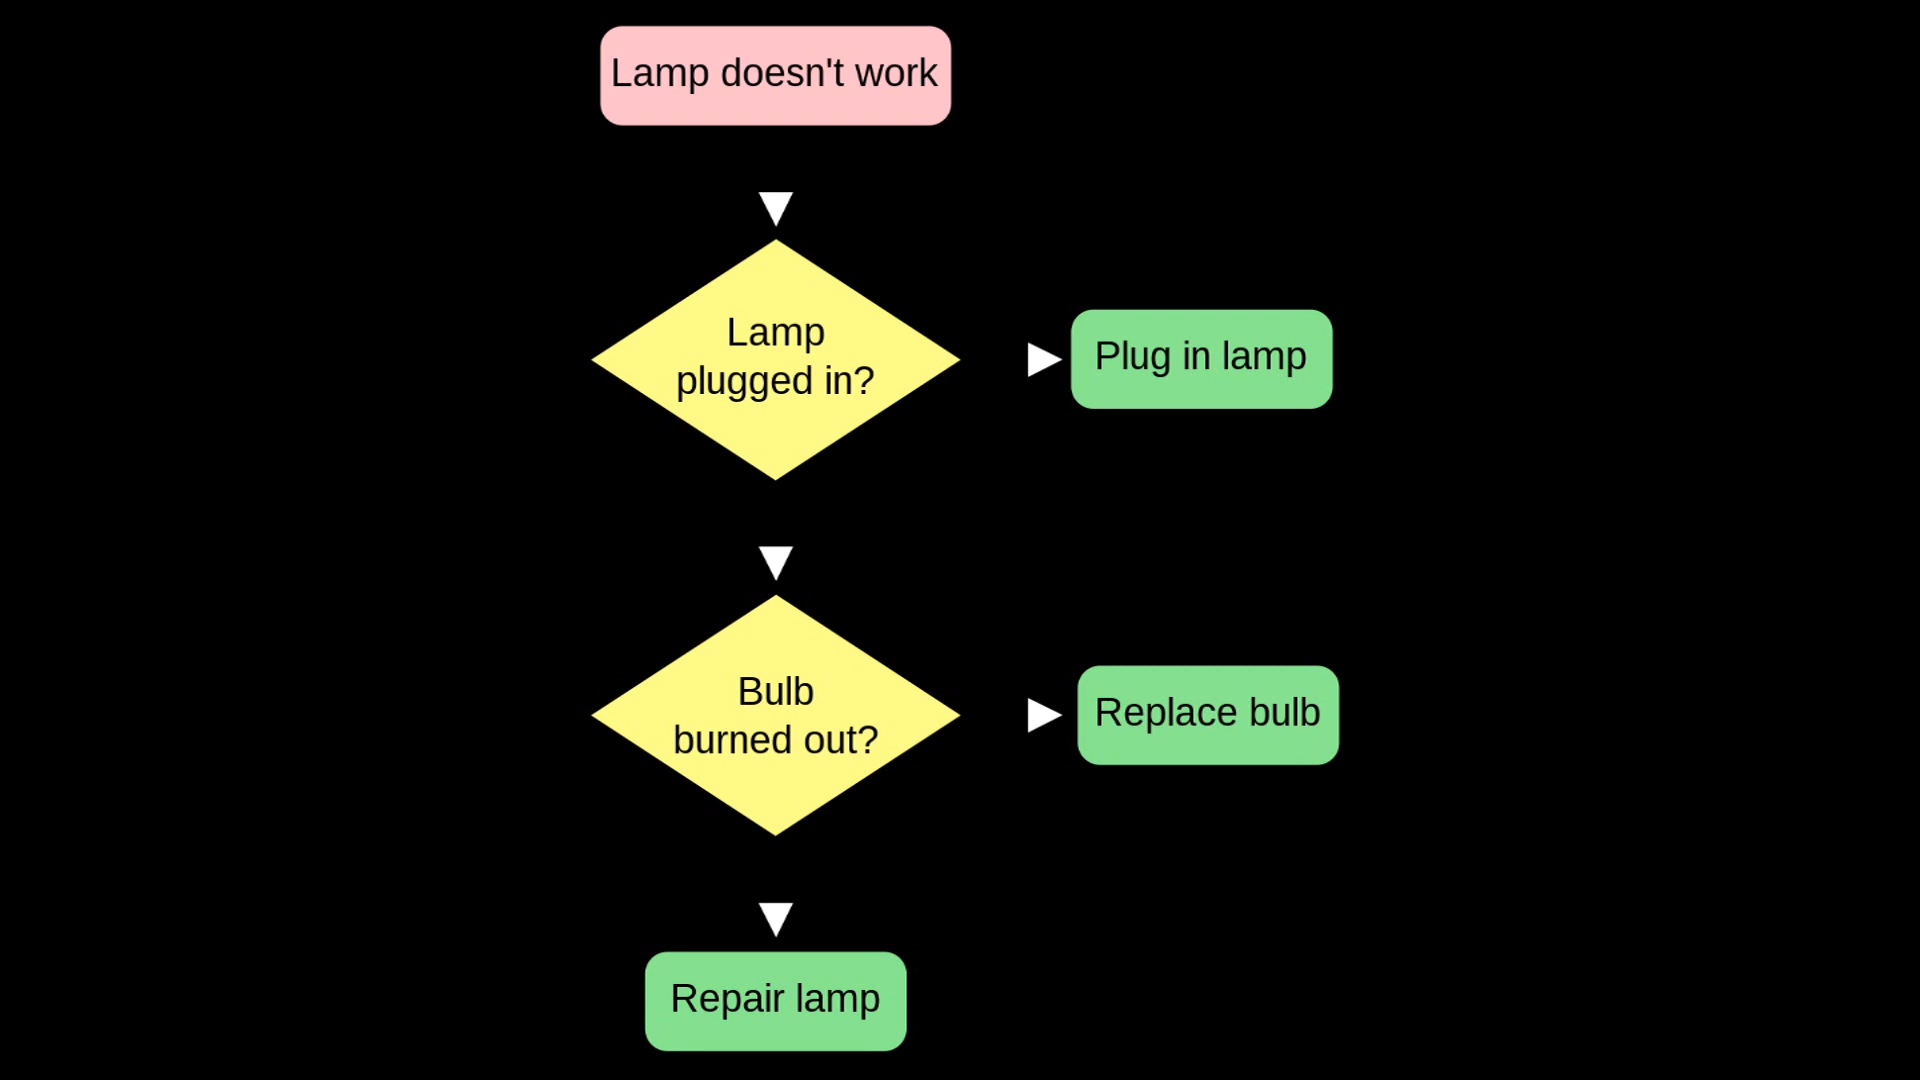 Lamp doesn't work
Lamp
plugged in?
Plug in lamp
Bulb
burned out?
Replace bulb
Repair lamp